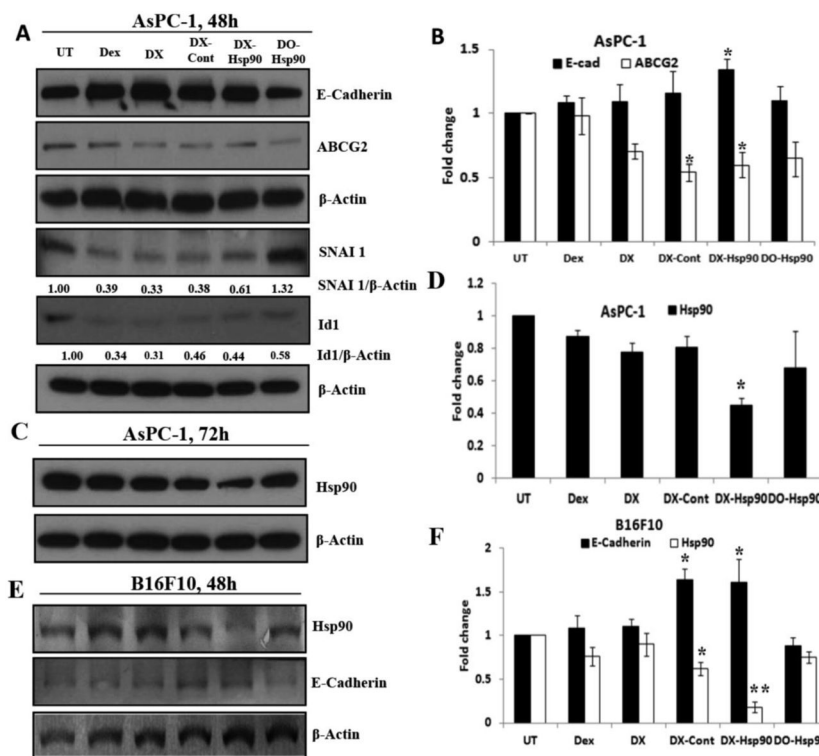 A
AsPC-1, 48h
UT Dex DX DX-Cont DX-Hsp90 DO-Hsp90
E-Cadherin
ABCG2
β-Actin
SNAI 1
1.00 0.39 0.33 0.38 0.61 1.32 SNAI 1/β-Actin
Id1
1.00 0.34 0.31 0.46 0.44 0.58 Id1/β-Actin
β-Actin
B
AsPC-1
E-cad ABCG2
Fold change
1.5
1
0.5
0
* * *
UT Dex DX DX-Cont DX-Hsp90 DO-Hsp90
C
AsPC-1, 72h
Hsp90
β-Actin
D
AsPC-1 Hsp90
Fold change
1.2
1
0.8
0.6
0.4
0.2
0
*
UT Dex DX DX-Cont DX-Hsp90 DO-Hsp90
E
B16F10, 48h
Hsp90
E-Cadherin
β-Actin
F
B16F10
E-Cadherin Hsp90
Fold change
2
1.5
1
0.5
0
* * * **
UT Dex DX DX-Cont DX-Hsp90 DO-Hsp90